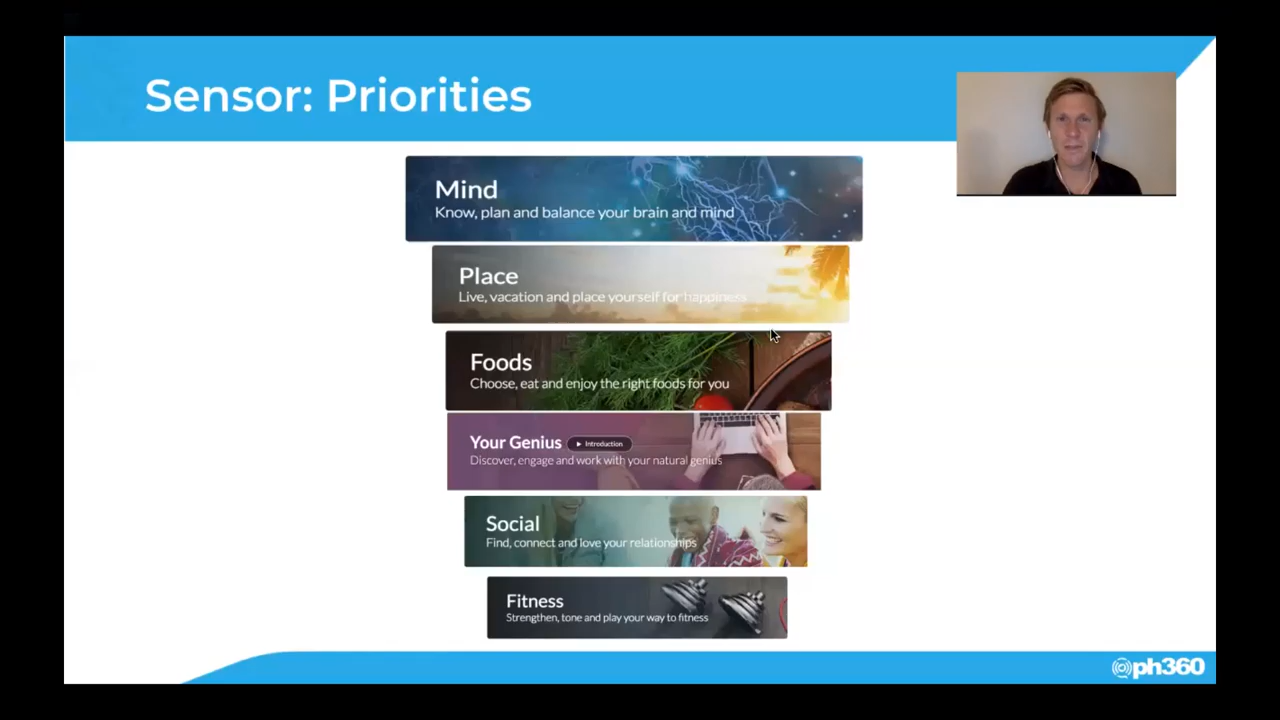 Sensor: Priorities
Mind
Know, plan and balance your brain and mind
Place
Live, vacation and place yourself for happiness
Foods
Choose, eat and enjoy the right foods for you
Your Genius Introduction
Discover, engage and work with your natural genius
Social
Find, connect and love your relationships
Fitness
Strengthen, tone and play your way to fitness
ph360